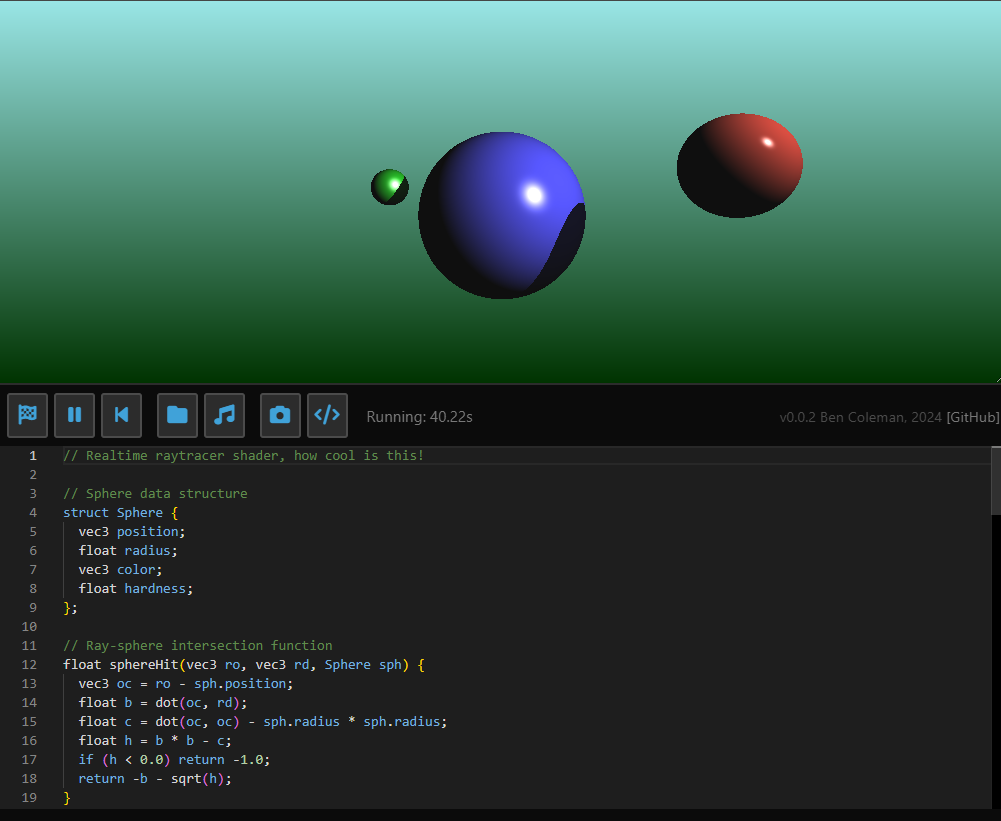 Running: 40.22s
v0.0.2 Ben Coleman, 2024 [GitHub]
1 // Realtime raytracer shader, how cool is this!
2
3 // Sphere data structure
4 struct Sphere {
5   vec3 position;
6   float radius;
7   vec3 color;
8   float hardness;
9 };
10
11 // Ray-sphere intersection function
12 float sphereHit(vec3 ro, vec3 rd, Sphere sph) {
13   vec3 oc = ro - sph.position;
14   float b = dot(oc, rd);
15   float c = dot(oc, oc) - sph.radius * sph.radius;
16   float h = b * b - c;
17   if (h < 0.0) return -1.0;
18   return -b - sqrt(h);
19 }